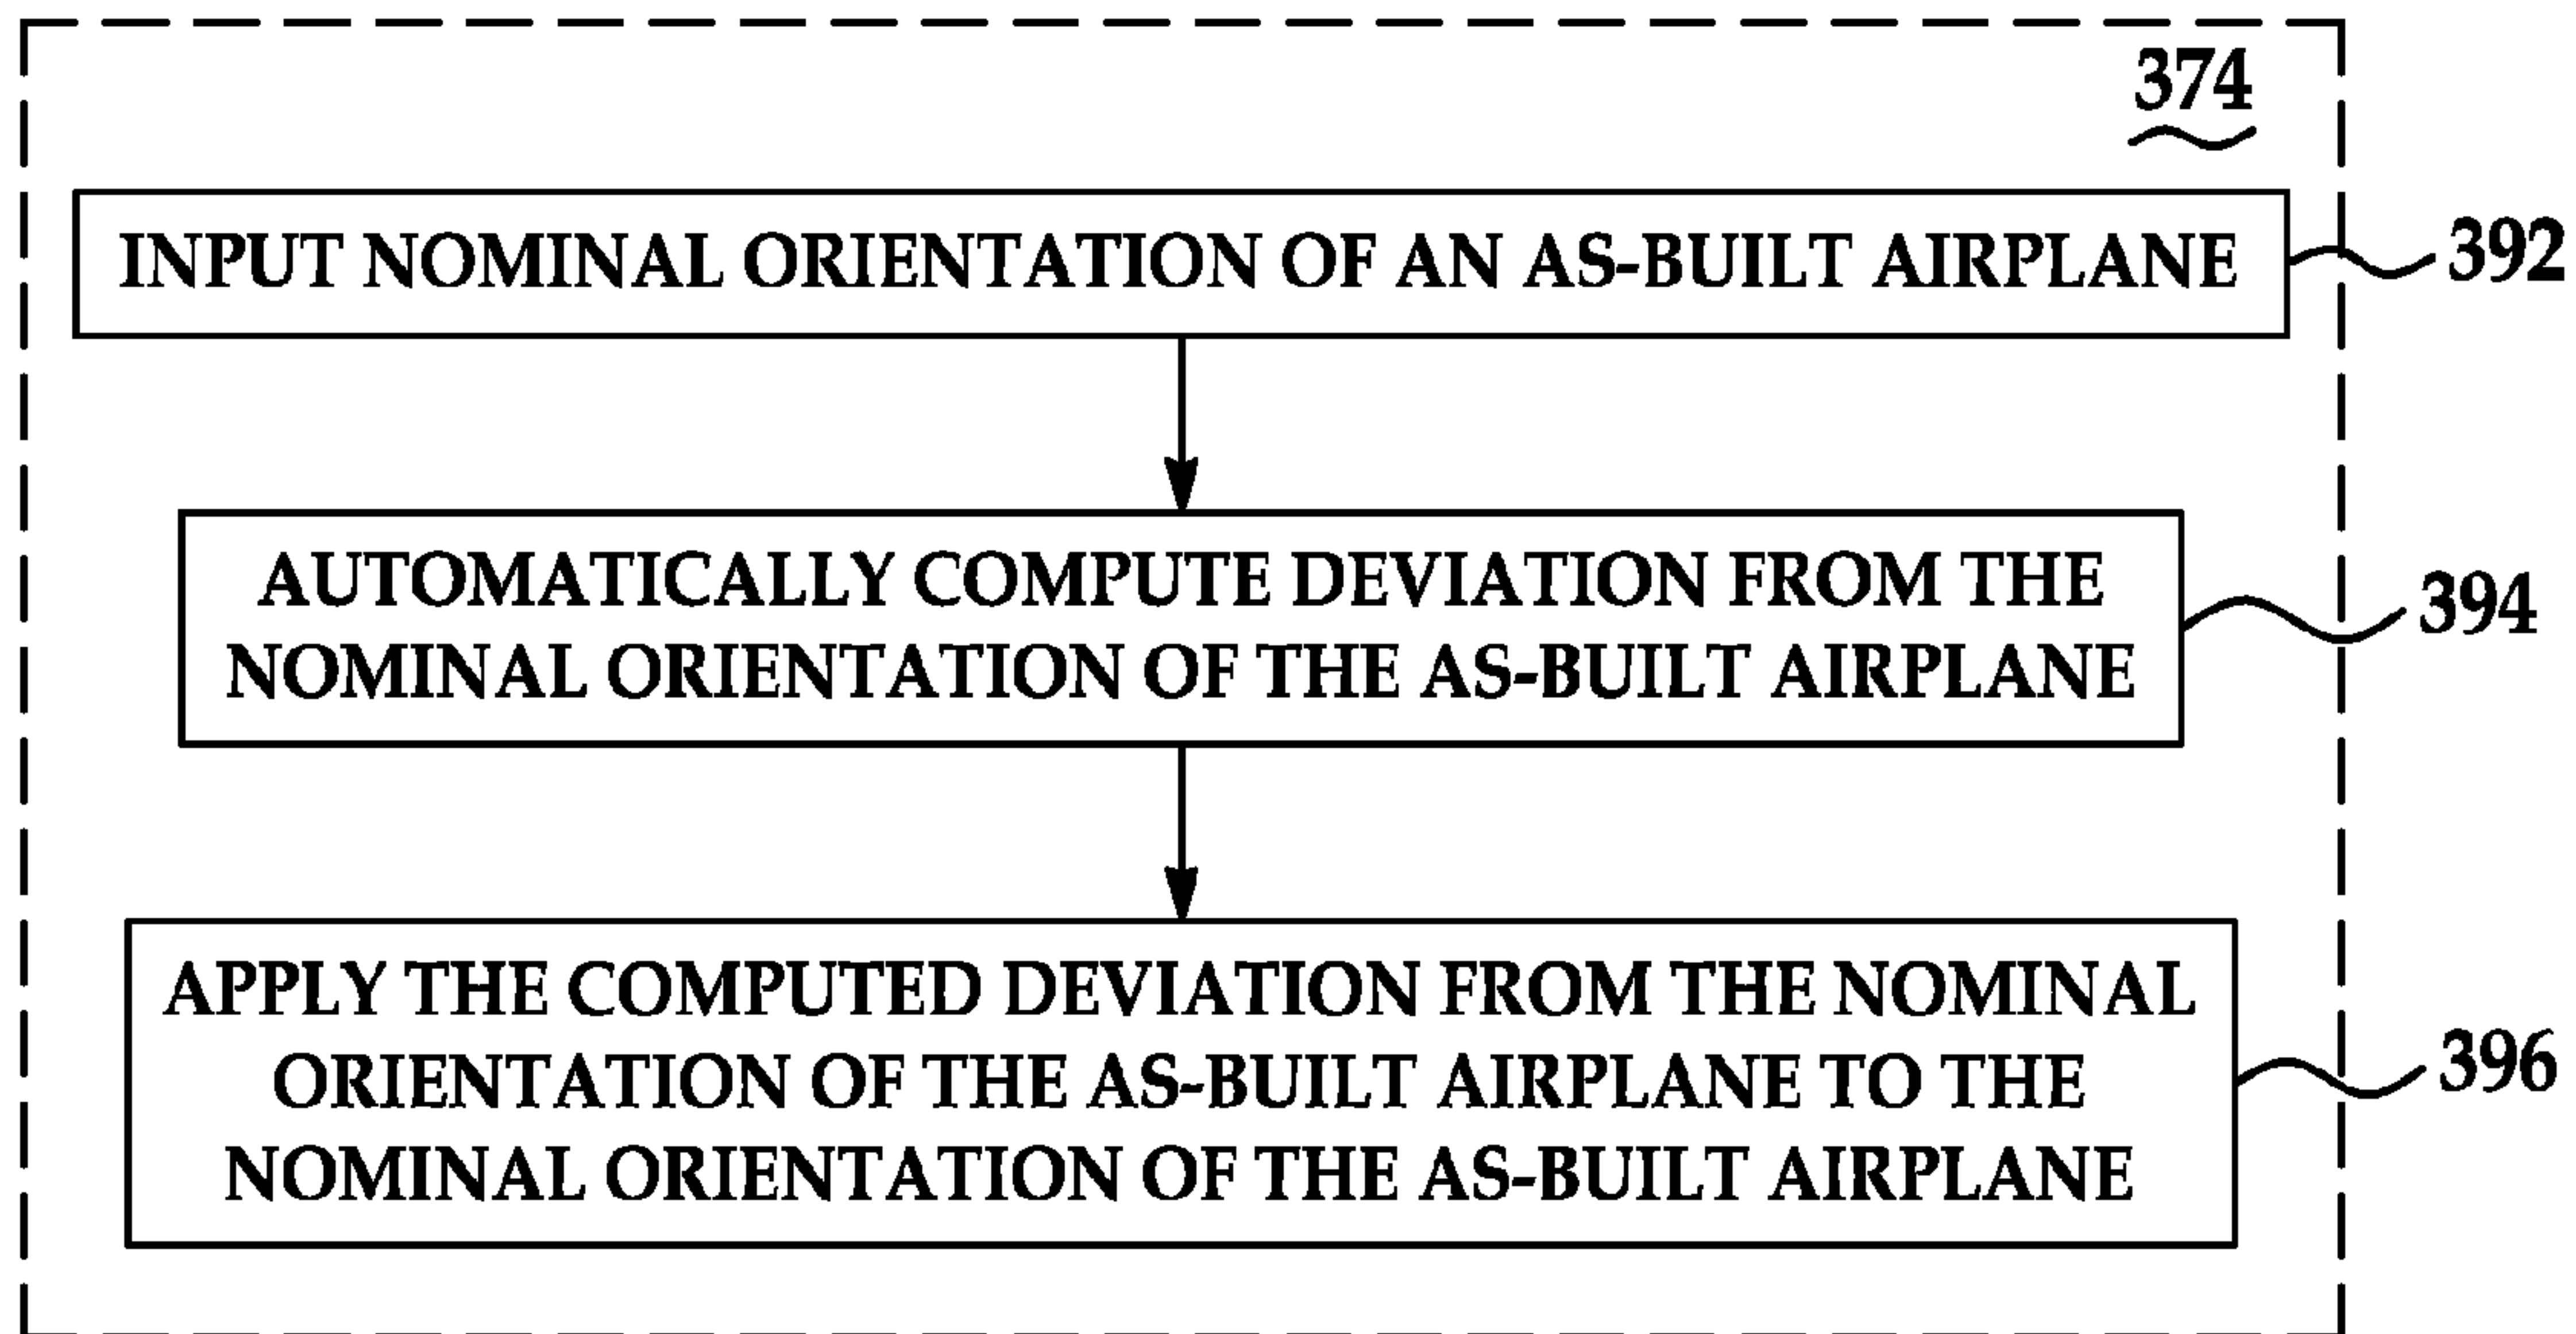 374
INPUT NOMINAL ORIENTATION OF AN AS-BUILT AIRPLANE
392
AUTOMATICALLY COMPUTE DEVIATION FROM THE
NOMINAL ORIENTATION OF THE AS-BUILT AIRPLANE
394
APPLY THE COMPUTED DEVIATION FROM THE NOMINAL
ORIENTATION OF THE AS-BUILT AIRPLANE TO THE
NOMINAL ORIENTATION OF THE AS-BUILT AIRPLANE
396